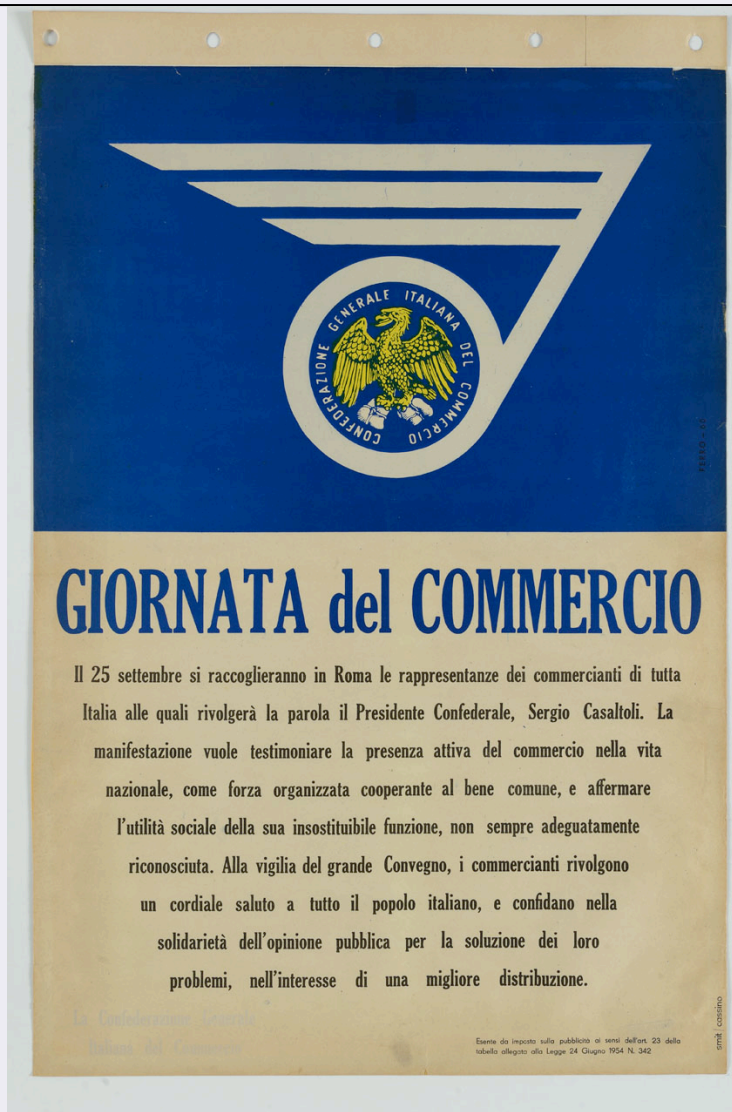 CONFEDERAZIONE GENERALE ITALIANA DEL COMMERCIO
GIORNATA del COMMERCIO
Il 25 settembre si raccoglieranno in Roma le rappresentanze dei commercianti di tutta
Italia alle quali rivolgerà la parola il Presidente Confederale, Sergio Casaltoli. La
manifestazione vuole testimoniare la presenza attiva del commercio nella vita
nazionale, come forza organizzata cooperante al bene comune, e affermare
l'utilità sociale della sua insostituibile funzione, non sempre adeguatamente
riconosciuta. Alla vigilia del grande Convegno, i commercianti rivolgono
un cordiale saluto a tutto il popolo italiano, e confidano nella
solidarietà dell'opinione pubblica per la soluzione dei loro
problemi, nell'interesse di una migliore distribuzione.
La Confederazione Generale
Italiana del Commercio
Esente da imposta sulla pubblicità ai sensi dell'art. 23 della
tabella allegata alla Legge 24 Giugno 1954 N. 342
smit cassino